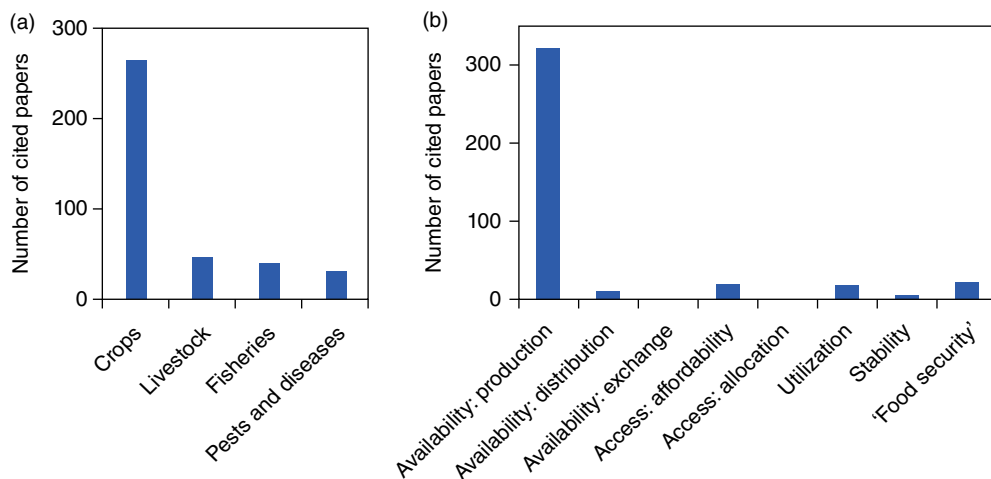 (a)
Number of cited papers
300
200
100
0
Crops
Livestock
Fisheries
Pests and diseases
(b)
Number of cited papers
300
200
100
0
Availability: production
Availability: distribution
Availability: exchange
Access: affordability
Access: allocation
Utilization
Stability
‘Food security’